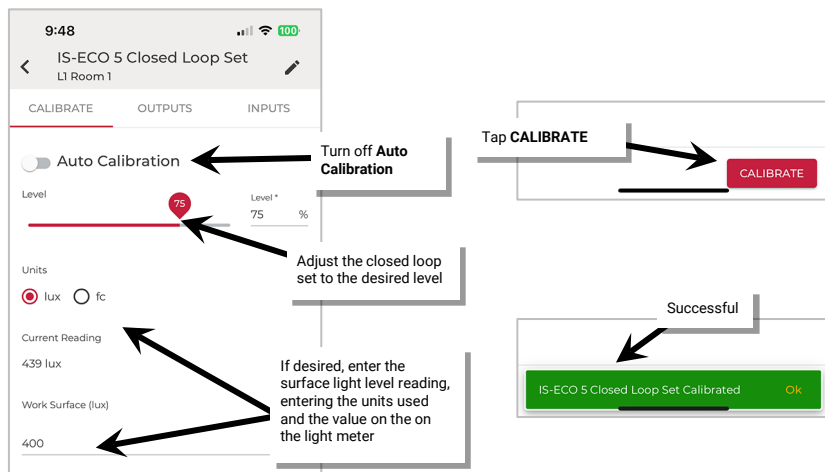 9:48
100
IS-ECO 5 Closed Loop Set
L1 Room 1
CALIBRATE OUTPUTS INPUTS
Auto Calibration
Level
75
Level *
75 %
Units
lux fc
Current Reading
439 lux
Work Surface (lux)
400
Turn off Auto
Calibration
Adjust the closed loop
set to the desired level
If desired, enter the
surface light level reading,
entering the units used
and the value on the on
the light meter
Tap CALIBRATE
CALIBRATE
Successful
IS-ECO 5 Closed Loop Set Calibrated Ok